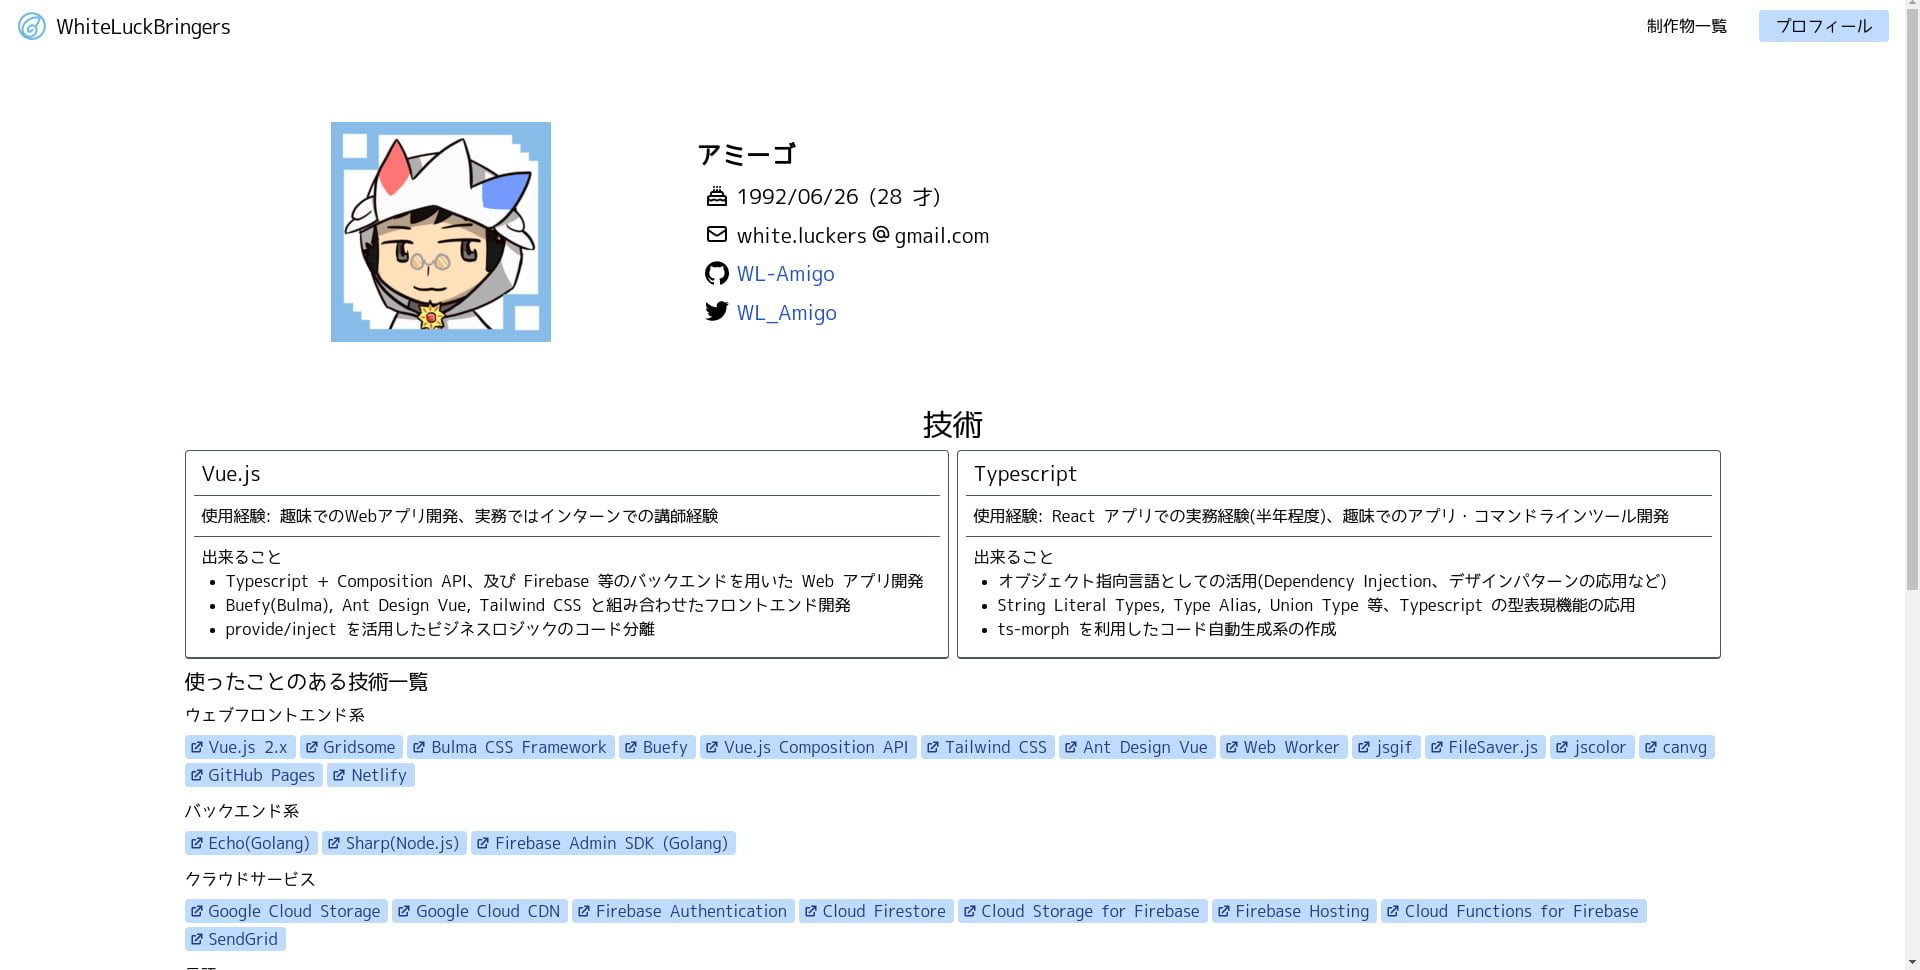 WhiteLuckBringers
制作物一覧
プロフィール
アミーゴ
1992/06/26 (28 才)
white.luckers@gmail.com
WL-Amigo
WL_Amigo
技術
Vue.js
使用経験: 趣味でのWebアプリ開発、実務ではインターンでの講師経験
出来ること
Typescript + Composition API、及び Firebase 等のバックエンドを用いた Web アプリ開発
Buefy(Bulma), Ant Design Vue, Tailwind CSS と組み合わせたフロントエンド開発
provide/inject を活用したビジネスロジックのコード分離
Typescript
使用経験: React アプリでの実務経験(半年程度)、趣味でのアプリ・コマンドラインツール開発
出来ること
オブジェクト指向言語としての活用(Dependency Injection、デザインパターンの応用など)
String Literal Types, Type Alias, Union Type 等、Typescript の型表現機能の応用
ts-morph を利用したコード自動生成系の作成
使ったことのある技術一覧
ウェブフロントエンド系
Vue.js 2.x Gridsome Bulma CSS Framework Buefy Vue.js Composition API Tailwind CSS Ant Design Vue Web Worker jsgif FileSaver.js jscolor canvg
GitHub Pages Netlify
バックエンド系
Echo(Golang) Sharp(Node.js) Firebase Admin SDK (Golang)
クラウドサービス
Google Cloud Storage Google Cloud CDN Firebase Authentication Cloud Firestore Cloud Storage for Firebase Firebase Hosting Cloud Functions for Firebase
SendGrid